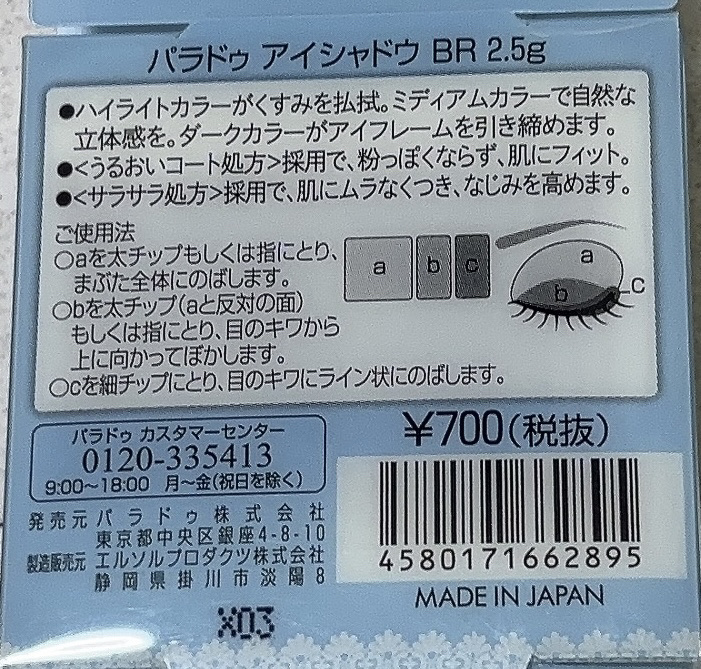 パラドゥ アイシャドウ BR 2.5g
●ハイライトカラーがくすみを払拭。ミディアムカラーで自然な
立体感を。ダークカラーがアイフレームを引き締めます。
●<うるおいコート処方>採用で、粉っぽくならず、肌にフィット。
●<サラサラ処方>採用で、肌にムラなくつき、なじみを高めます。
ご使用法
○aを太チップもしくは指にとり、
まぶた全体にのばします。
○bを太チップ(aと反対の面)
もしくは指にとり、目のキワから
上に向かってぼかします。
○cを細チップにとり、目のキワにライン状にのばします。
a b c
a
b
c
¥700(税抜)
パラドゥ カスタマーセンター
0120-335413
9:00〜18:00 月〜金(祝日を除く)
発売元 パラドゥ株式会社
東京都中央区銀座4-8-10
製造販売元 エルソルプロダクツ株式会社
静岡県掛川市淡陽8
4580171662895
MADE IN JAPAN
X03